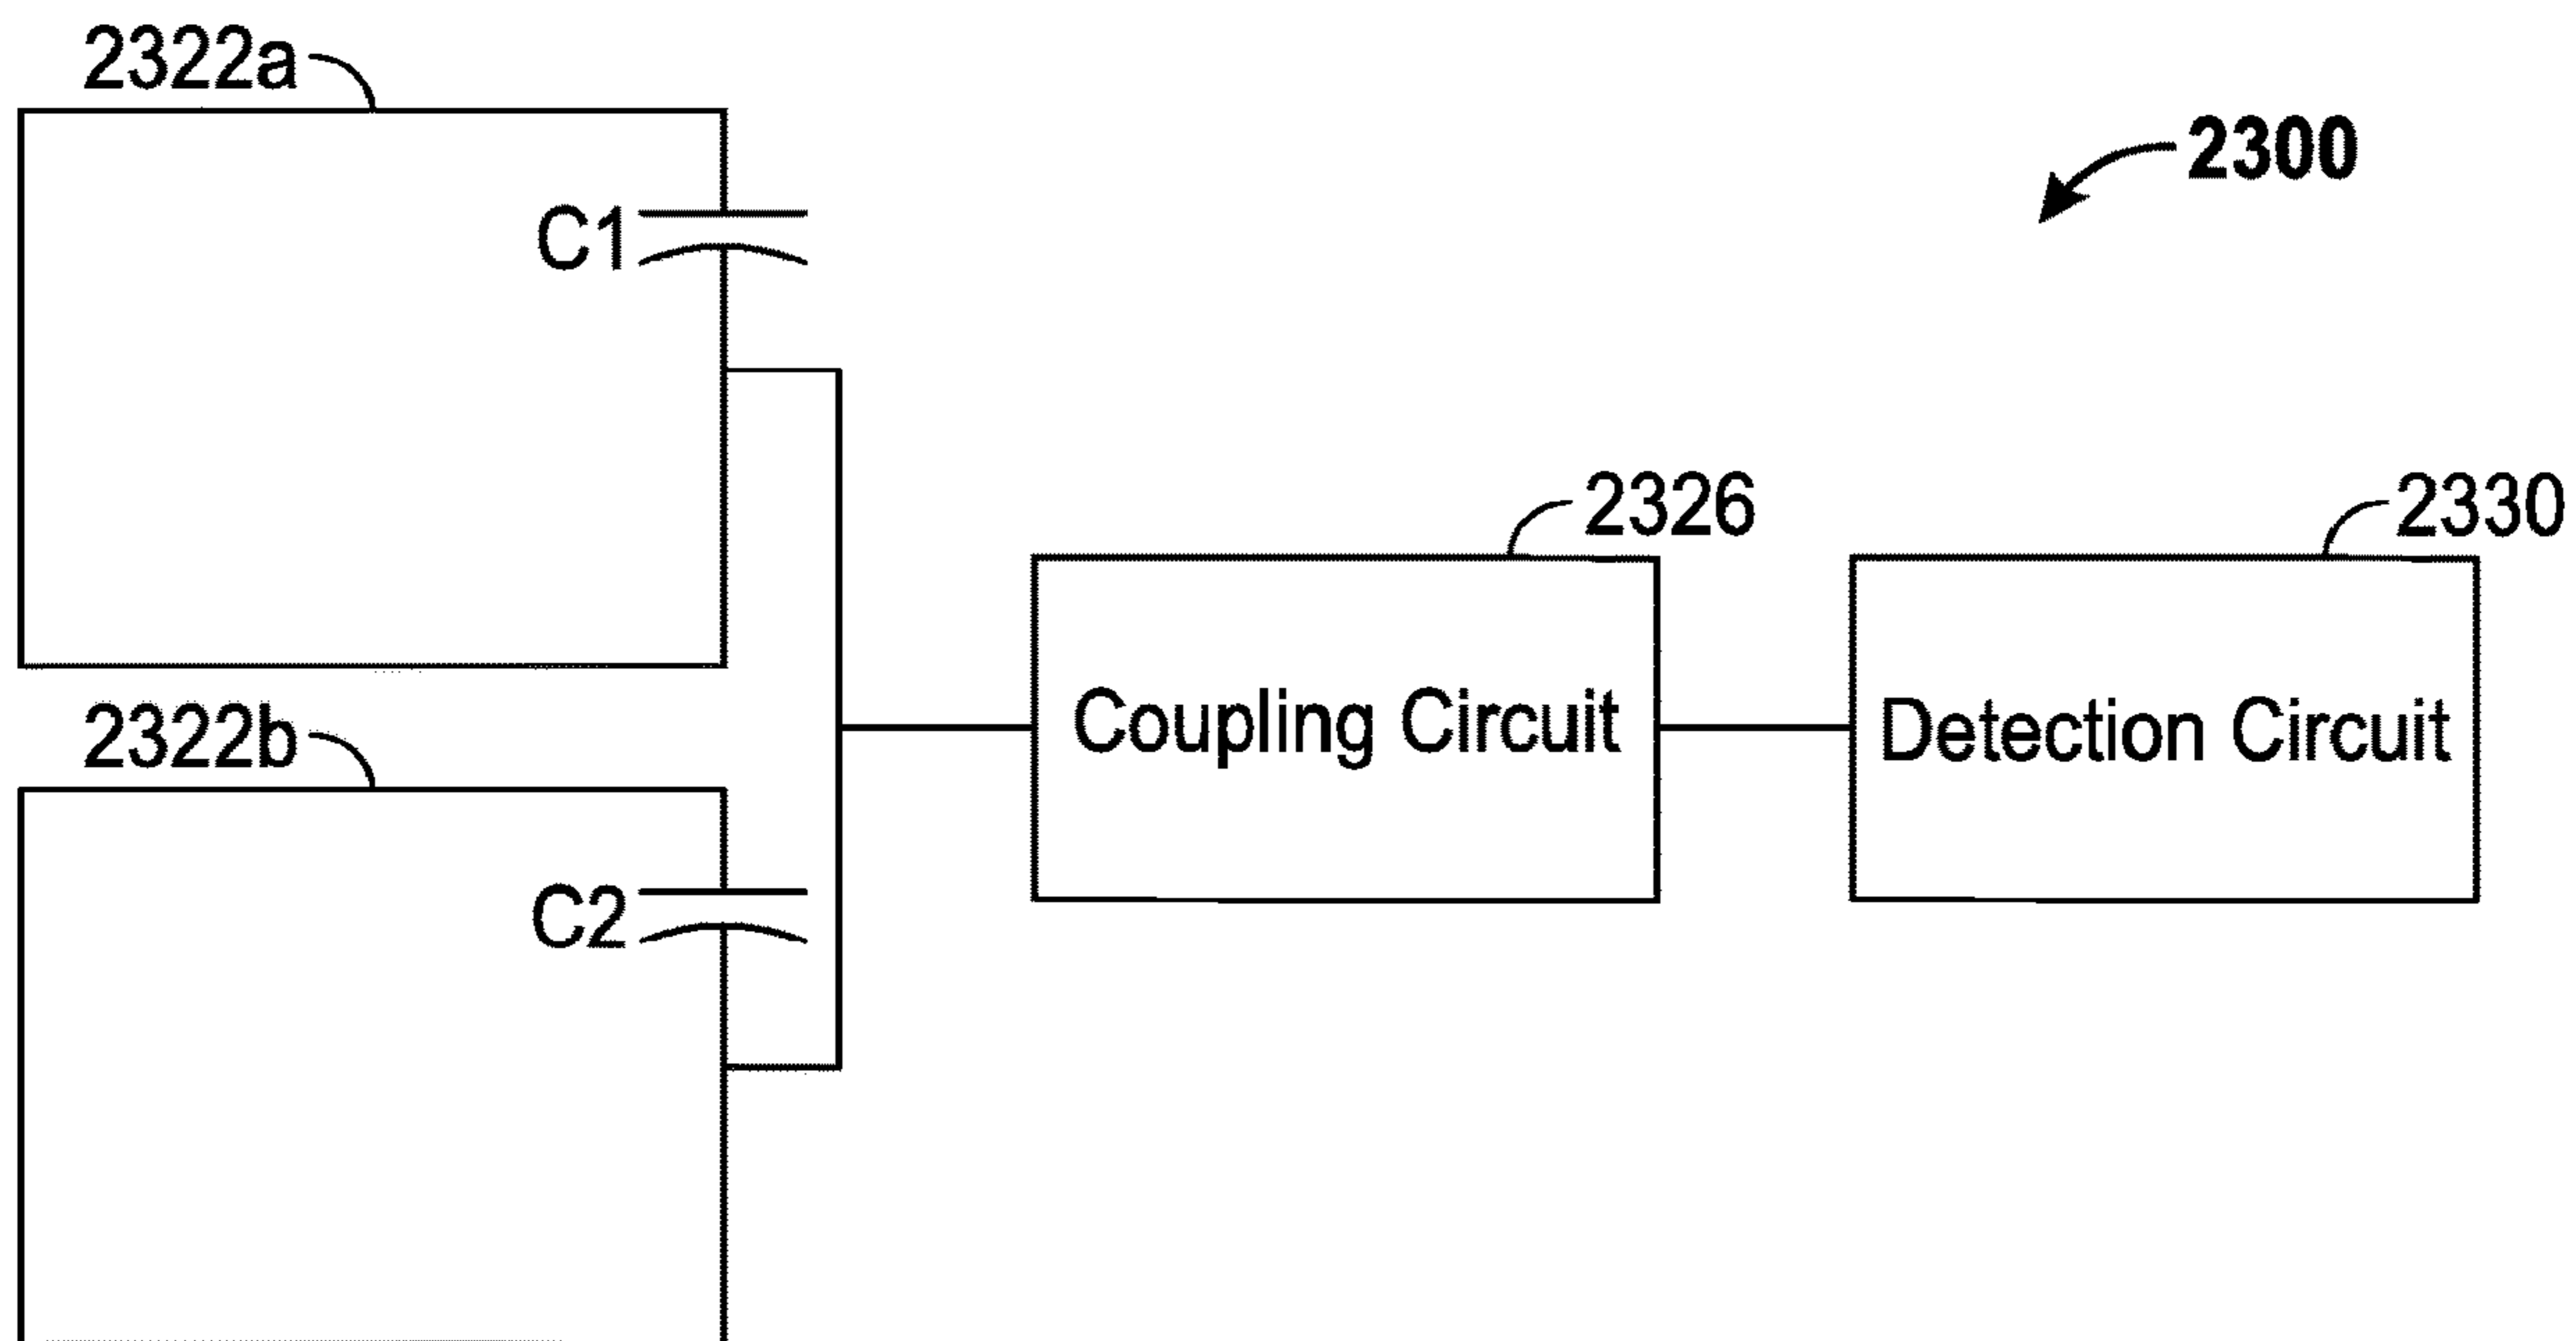 2322a
2300
C1
2326
2330
Coupling Circuit
Detection Circuit
2322b
C2